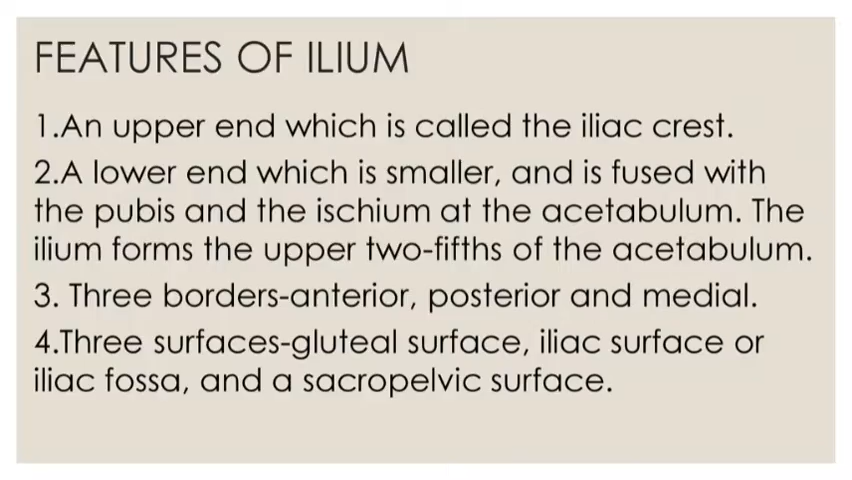 FEATURES OF ILIUM
1.An upper end which is called the iliac crest.
2.A lower end which is smaller, and is fused with
the pubis and the ischium at the acetabulum. The
ilium forms the upper two-fifths of the acetabulum.
3. Three borders-anterior, posterior and medial.
4.Three surfaces-gluteal surface, iliac surface or
iliac fossa, and a sacropelvic surface.